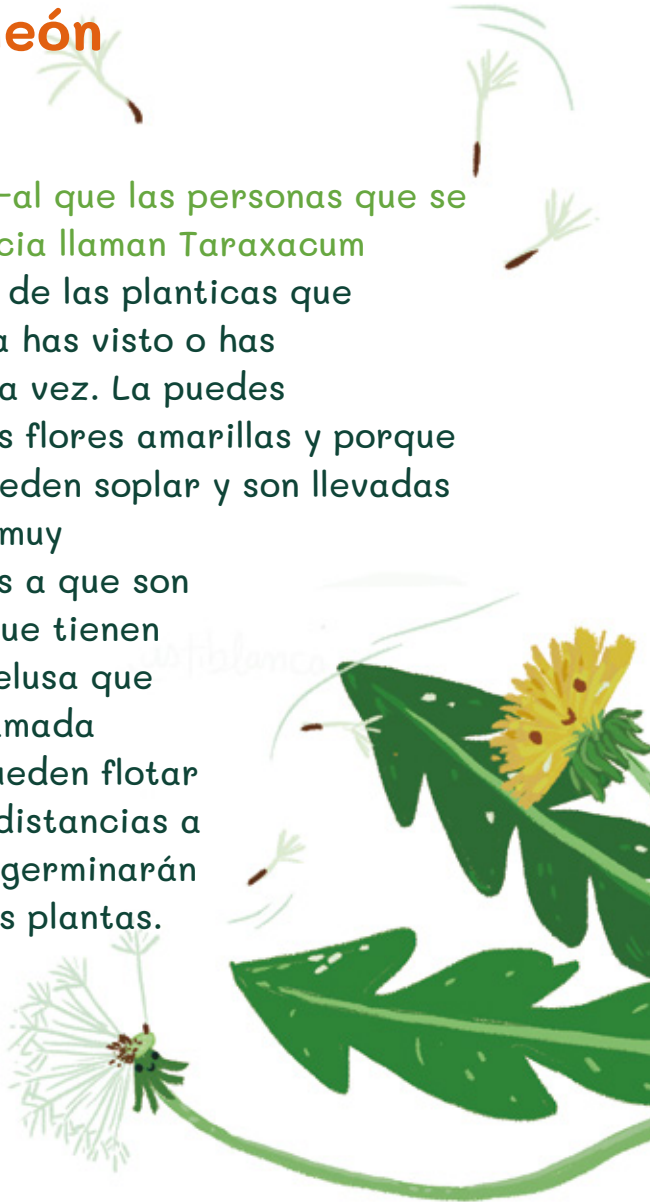 eón
-al que las personas que se
cia llaman Taraxacum
de las planticas que
a has visto o has
a vez. La puedes
s flores amarillas y porque
eden soplar y son llevadas
muy
s a que son
ue tienen
elusa que
amada
ueden flotar
distancias a
germinarán
s plantas.